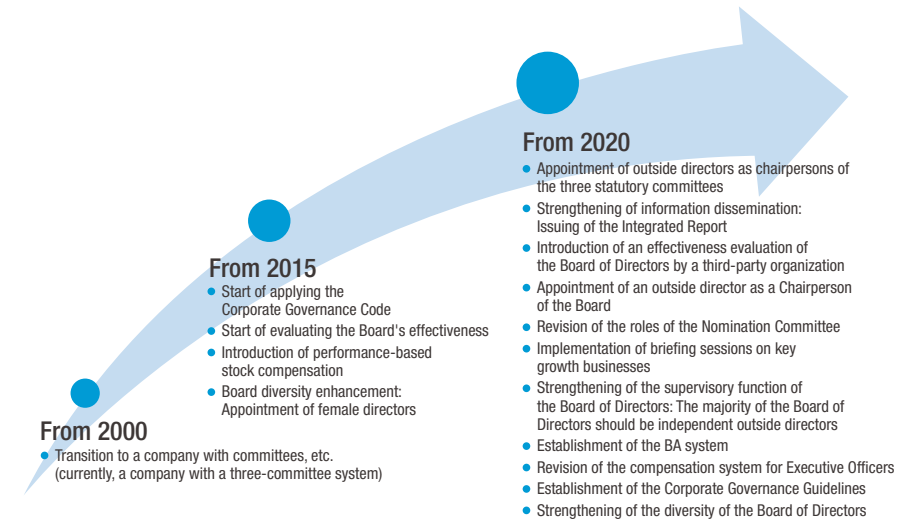 From 2000
● Transition to a company with committees, etc.
(currently, a company with a three-committee system)
From 2015
● Start of applying the
Corporate Governance Code
● Start of evaluating the Board's effectiveness
● Introduction of performance-based
stock compensation
● Board diversity enhancement:
Appointment of female directors
From 2020
● Appointment of outside directors as chairpersons of
the three statutory committees
● Strengthening of information dissemination:
Issuing of the Integrated Report
● Introduction of an effectiveness evaluation of
the Board of Directors by a third-party organization
● Appointment of an outside director as a Chairperson
of the Board
● Revision of the roles of the Nomination Committee
● Implementation of briefing sessions on key
growth businesses
● Strengthening of the supervisory function of
the Board of Directors: The majority of the Board of
Directors should be independent outside directors
● Establishment of the BA system
● Revision of the compensation system for Executive Officers
● Establishment of the Corporate Governance Guidelines
● Strengthening of the diversity of the Board of Directors